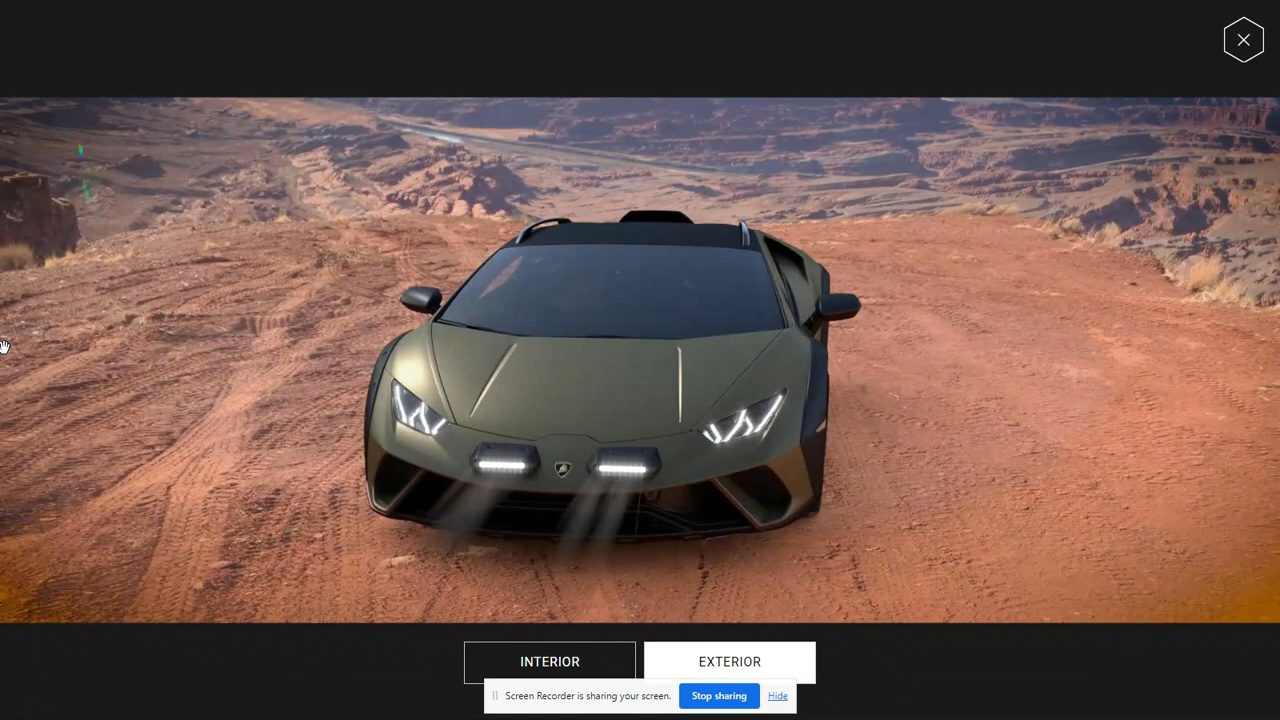 INTERIOR
EXTERIOR
Screen Recorder is sharing your screen.
Stop sharing
Hide